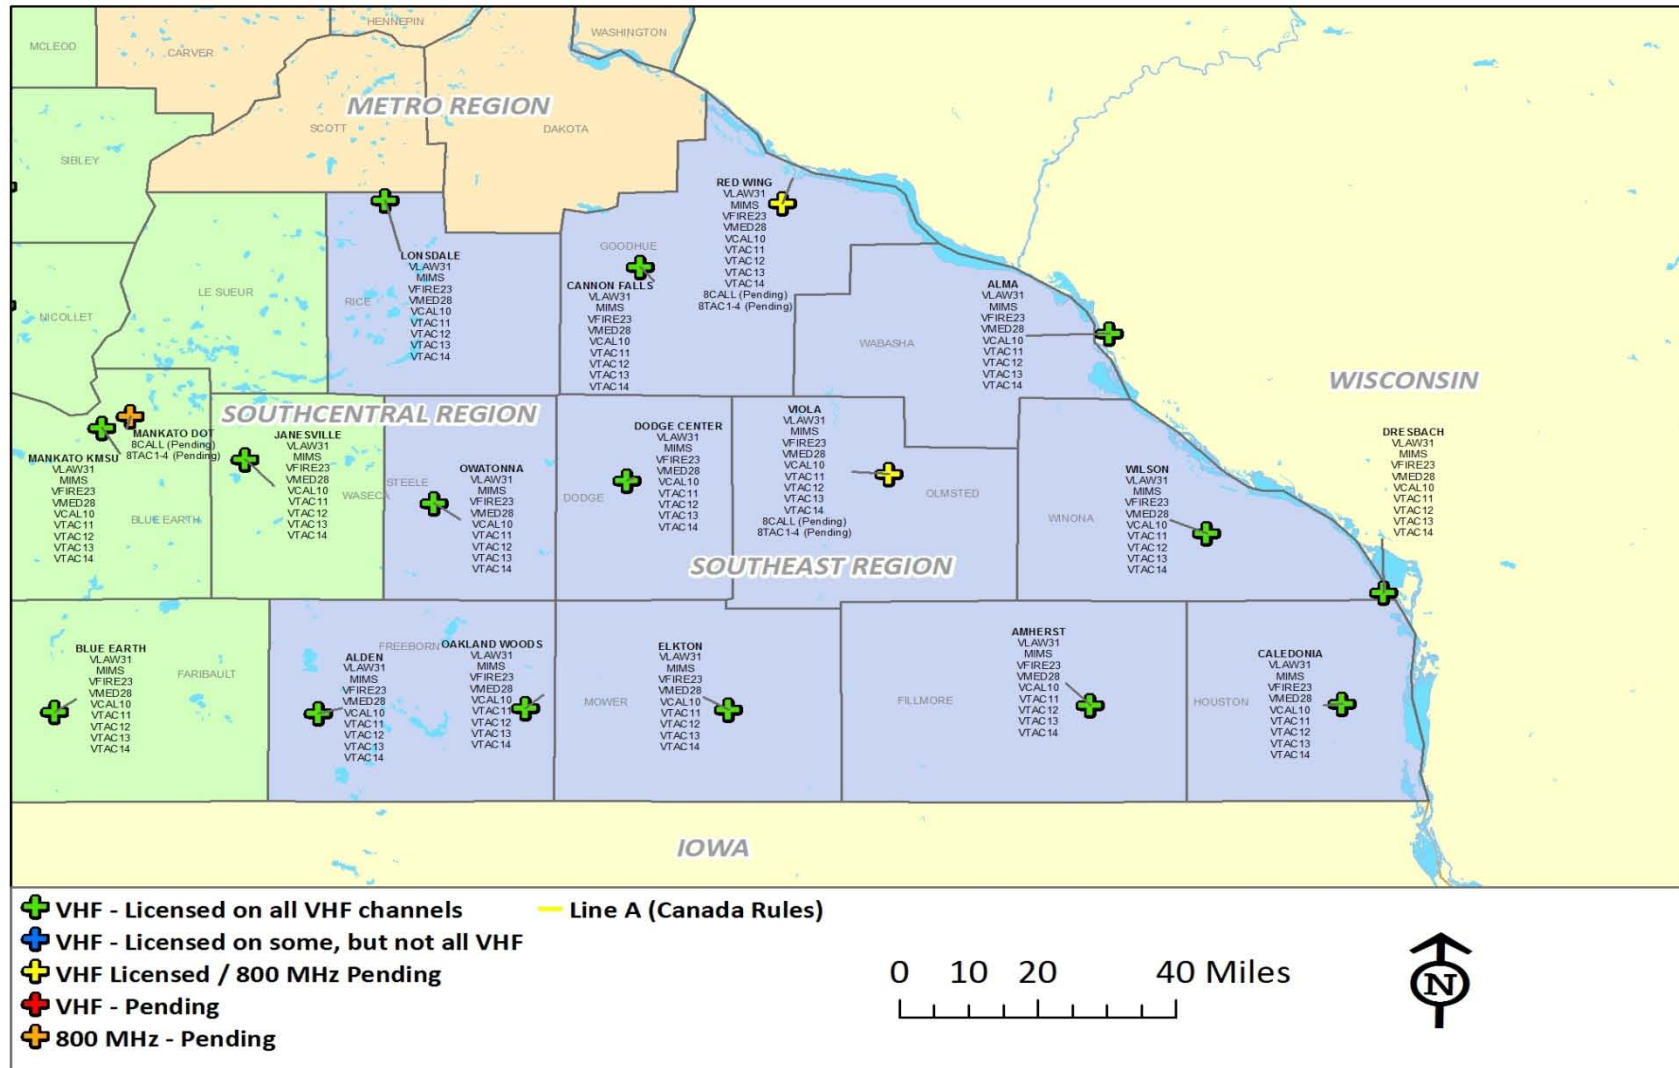 HENNEPIN
WASHINGTON
MCLEOD
CARVER
METRO REGION
SCOTT
DAKOTA
SIBLEY
RED WING
VLAW31
MIMS
VFIRE23
VMED28
VCAL10
VTAC11
VTAC12
VTAC13
VTAC14
8CALL (Pending)
8TAC1-4 (Pending)
GOODHUE
LONSDALE
VLAW31
MIMS
VFIRE23
VMED28
VCAL10
VTAC11
VTAC12
VTAC13
VTAC14
RICE
LE SUEUR
NICOLLET
CANNON FALLS
VLAW31
MIMS
VFIRE23
VMED28
VCAL10
VTAC11
VTAC12
VTAC13
VTAC14
ALMA
VLAW31
MIMS
VFIRE23
VMED28
VCAL10
VTAC11
VTAC12
VTAC13
VTAC14
WABASHA
WISCONSIN
SOUTHCENTRAL REGION
MANKATO DOT
8CALL (Pending)
8TAC1-4 (Pending)
MANKATO KMSU
VLAW31
MIMS
VFIRE23
VMED28
VCAL10
VTAC11
VTAC12
VTAC13
VTAC14
BLUE EARTH
JANESVILLE
VLAW31
MIMS
VFIRE23
VMED28
VCAL10
VTAC11
VTAC12
VTAC13
VTAC14
WASECA
STEELE
OWATONNA
VLAW31
MIMS
VFIRE23
VMED28
VCAL10
VTAC11
VTAC12
VTAC13
VTAC14
DODGE CENTER
VLAW31
MIMS
VFIRE23
VMED28
VCAL10
VTAC11
VTAC12
VTAC13
VTAC14
DODGE
VIOLA
VLAW31
MIMS
VFIRE23
VMED28
VCAL10
VTAC11
VTAC12
VTAC13
VTAC14
8CALL (Pending)
8TAC1-4 (Pending)
OLMSTED
WILSON
VLAW31
MIMS
VFIRE23
VMED28
VCAL10
VTAC11
VTAC12
VTAC13
VTAC14
WINONA
DRESBACH
VLAW31
MIMS
VFIRE23
VMED28
VCAL10
VTAC11
VTAC12
VTAC13
VTAC14
SOUTHEAST REGION
BLUE EARTH
VLAW31
MIMS
VFIRE23
VMED28
VCAL10
VTAC11
VTAC12
VTAC13
VTAC14
FARIBAULT
ALDEN
VLAW31
MIMS
VFIRE23
VMED28
VCAL10
VTAC11
VTAC12
VTAC13
VTAC14
FREEBORN
OAKLAND WOODS
VLAW31
MIMS
VFIRE23
VMED28
VCAL10
VTAC11
VTAC12
VTAC13
VTAC14
MOWER
ELKTON
VLAW31
MIMS
VFIRE23
VMED28
VCAL10
VTAC11
VTAC12
VTAC13
VTAC14
FILLMORE
AMHERST
VLAW31
MIMS
VFIRE23
VMED28
VCAL10
VTAC11
VTAC12
VTAC13
VTAC14
HOUSTON
CALEDONIA
VLAW31
MIMS
VFIRE23
VMED28
VCAL10
VTAC11
VTAC12
VTAC13
VTAC14
IOWA
VHF - Licensed on all VHF channels
VHF - Licensed on some, but not all VHF
VHF Licensed / 800 MHz Pending
VHF - Pending
800 MHz - Pending
Line A (Canada Rules)
0 10 20 40 Miles
N